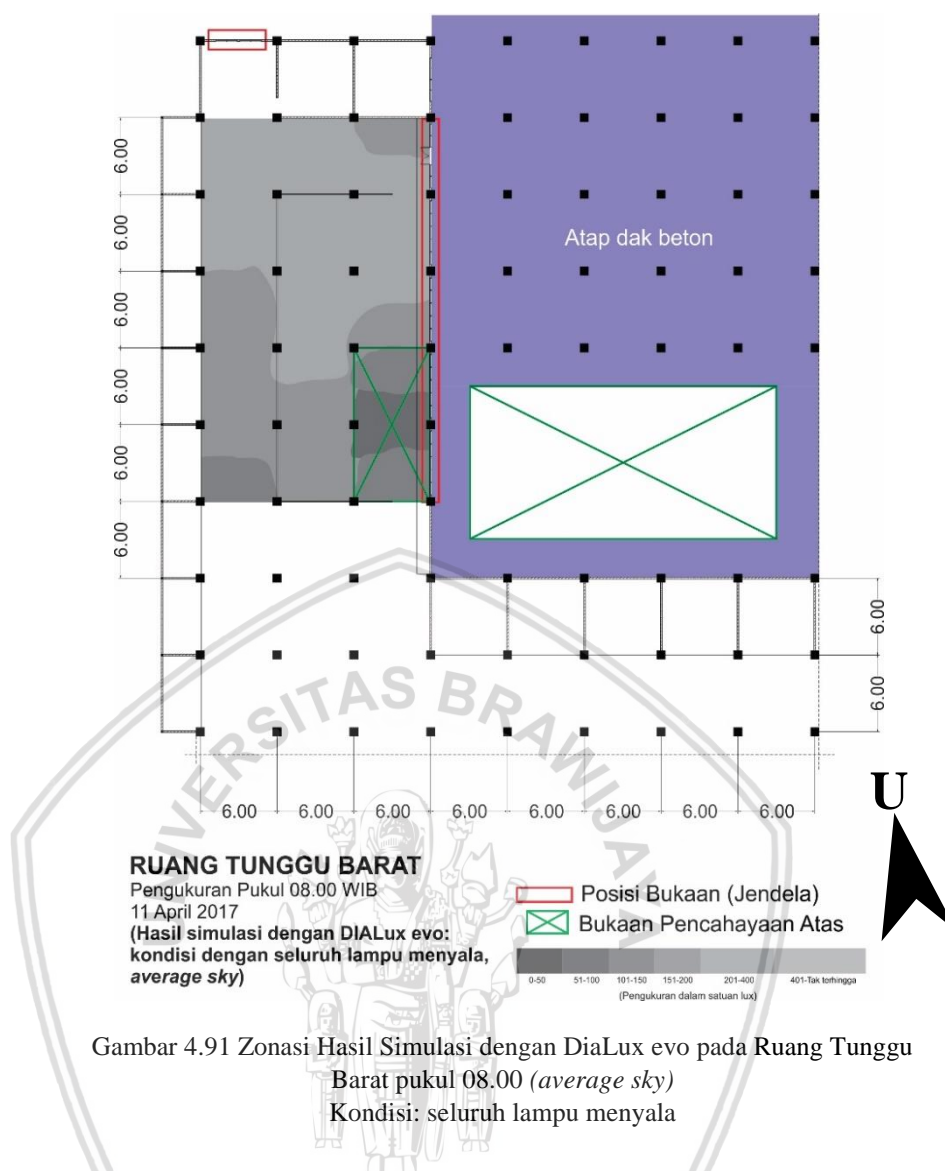 6.00
6.00
6.00
6.00
6.00
6.00
Atap dak beton
6.00
6.00
6.00 6.00 6.00 6.00 6.00 6.00 6.00 6.00
UNIVERSITAS BRAWIJAYA
U
RUANG TUNGGU BARAT
Pengukuran Pukul 08.00 WIB
11 April 2017
(Hasil simulasi dengan DIALux evo:
kondisi dengan seluruh lampu menyala,
average sky)
Posisi Bukaan (Jendela)
Bukaan Pencahayaan Atas
0-50 51-100 101-150 151-200 201-400 401-Tak terhingga
(Pengukuran dalam satuan lux)
Gambar 4.91 Zonasi Hasil Simulasi dengan DiaLux evo pada Ruang Tunggu
Barat pukul 08.00 (average sky)
Kondisi: seluruh lampu menyala